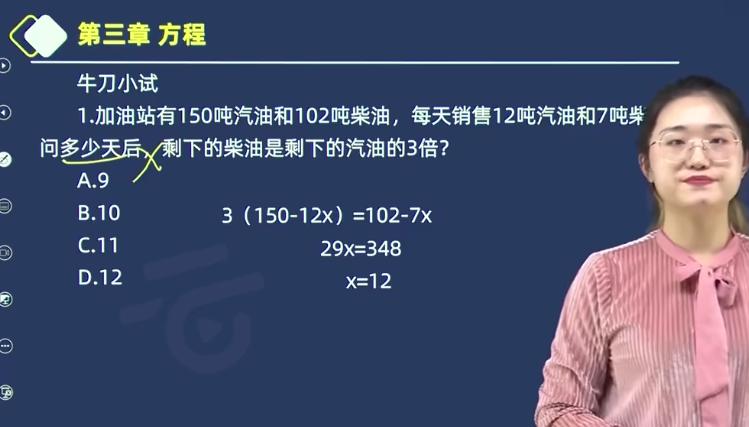 第三章 方程
牛刀小试
1.加油站有150吨汽油和102吨柴油，每天销售12吨汽油和7吨柴
问多少天后，剩下的柴油是剩下的汽油的3倍？
A.9
B.10
C.11
D.12
3（150-12x）=102-7x
29x=348
x=12